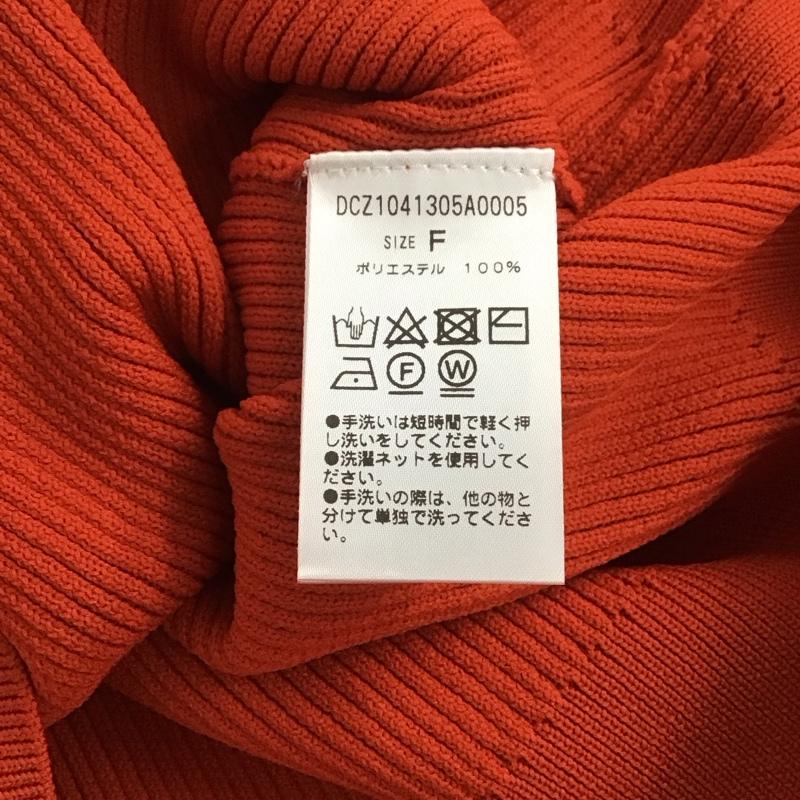 DCZ1041305A0005
SIZE F
ポリエステル 100%
F W
●手洗いは短時間で軽く押
し洗いをしてください。
●洗濯ネットを使用してく
ださい。
●手洗いの際は、他の物と
分けて単独で洗ってくださ
い。